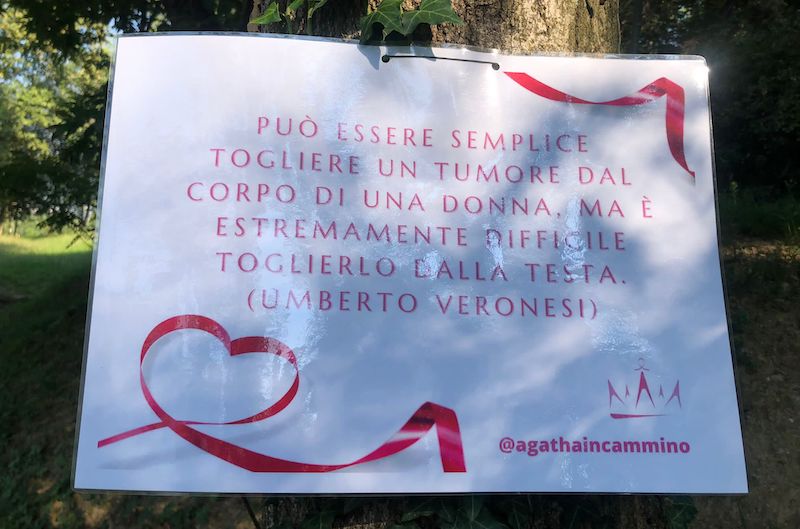 PUÒ ESSERE SEMPLICE
TOGLIERE UN TUMORE DAL
CORPO DI UNA DONNA, MA È
ESTREMAMENTE DIFFICILE
TOGLIERLO DALLA TESTA.
(UMBERTO VERONESI)
@agathaincammino